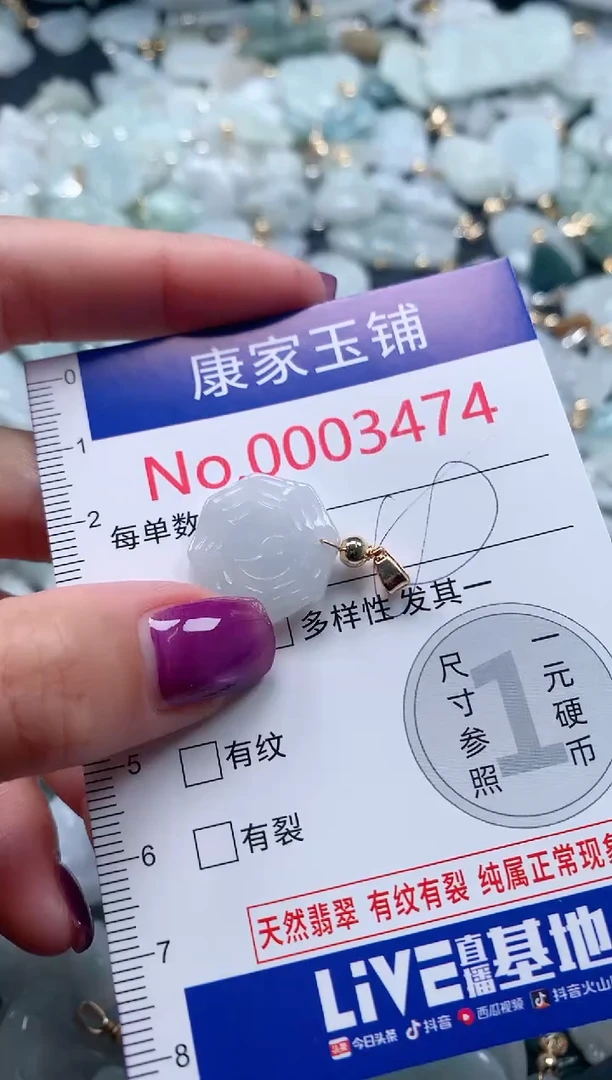 康家玉铺
No.0003474
0
1
2
每单数
多样性 发其一
尺寸参照
1
一元硬币
5
有纹
6
有裂
天然翡翠 有纹有裂 纯属正常现象
7
LiVE直播基地
头条 今日头条 抖音 西瓜视频 抖音火山
8